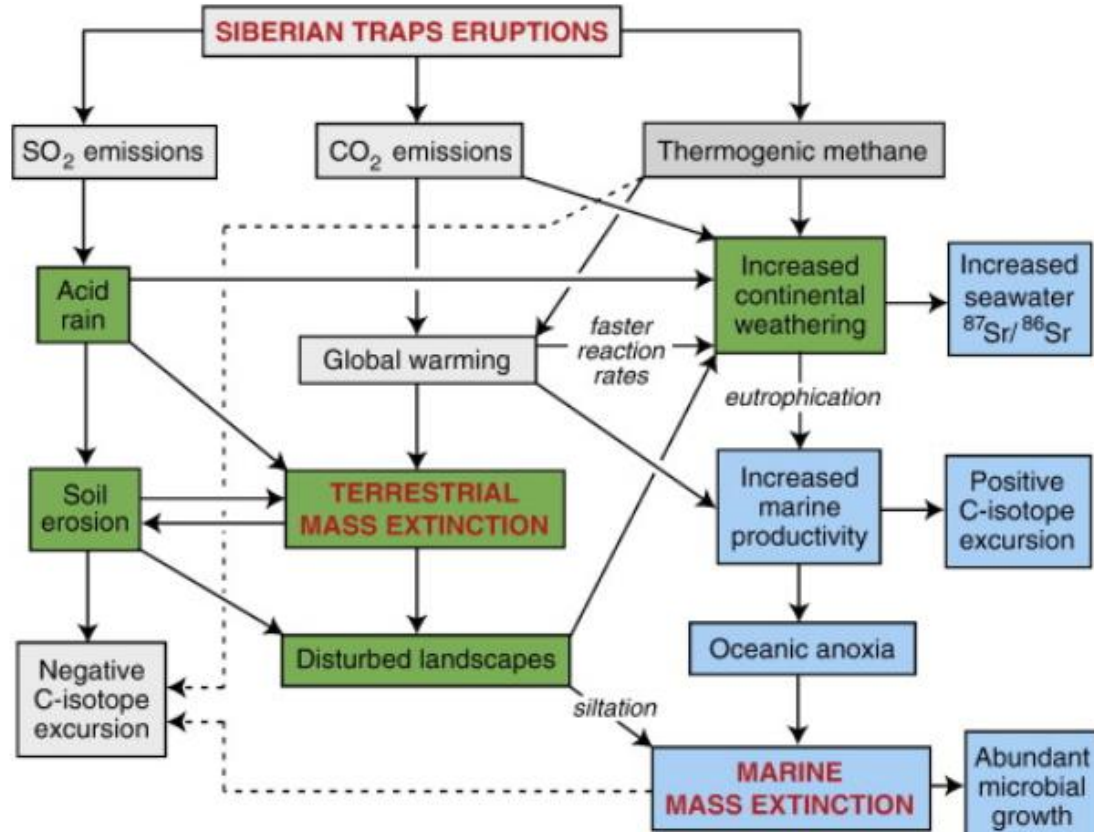 SIBERIAN TRAPS ERUPTIONS
SO₂ emissions
CO₂ emissions
Thermogenic methane
Acid
rain
Increased
continental
weathering
Increased
seawater
⁸⁷Sr/⁸⁶Sr
Global warming
faster
reaction
rates
eutrophication
Soil
erosion
TERRESTRIAL
MASS EXTINCTION
Increased
marine
productivity
Positive
C-isotope
excursion
Negative
C-isotope
excursion
Disturbed landscapes
Oceanic anoxia
siltation
MARINE
MASS EXTINCTION
Abundant
microbial
growth